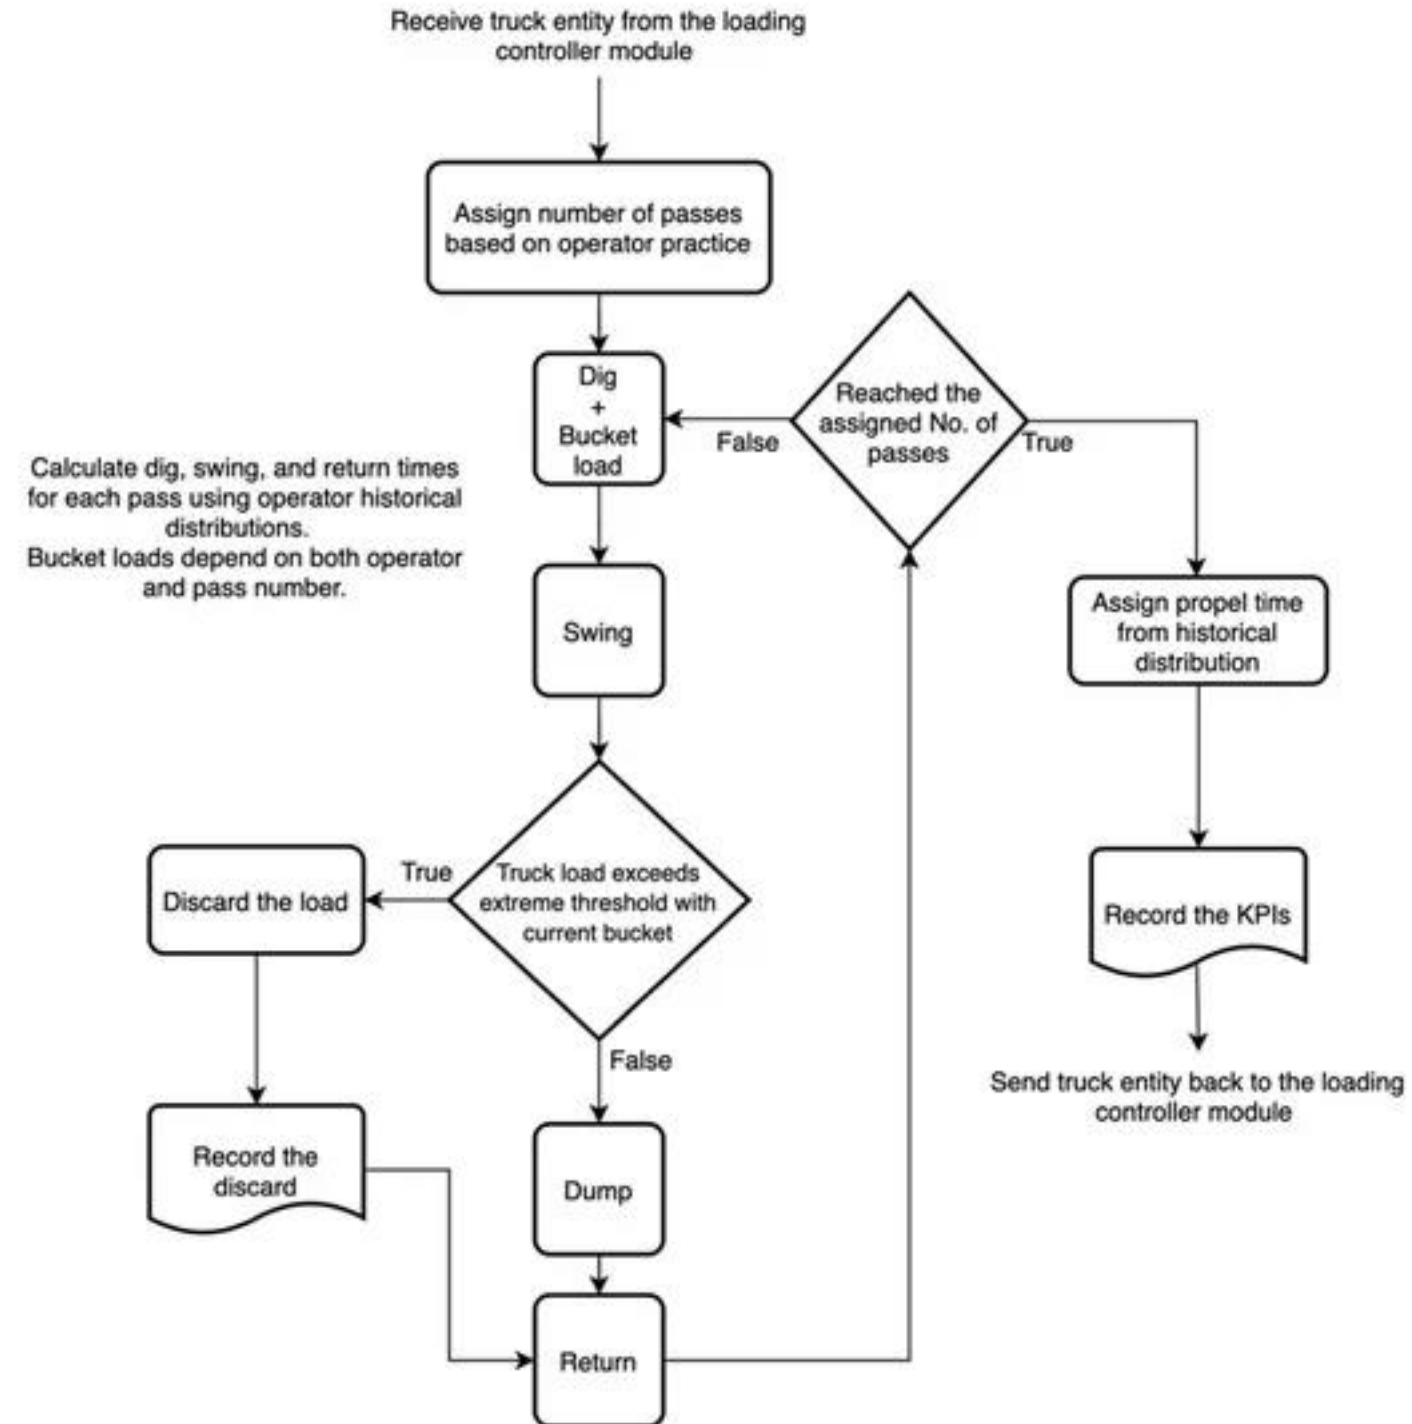 Receive truck entity from the loading
controller module
Assign number of passes
based on operator practice
Dig
+
Bucket
load
Reached the
assigned No. of
passes
False
True
Calculate dig, swing, and return times
for each pass using operator historical
distributions.
Bucket loads depend on both operator
and pass number.
Swing
Assign propel time
from historical
distribution
Truck load exceeds
extreme threshold with
current bucket
True
Discard the load
False
Record the KPIs
Send truck entity back to the loading
controller module
Record the
discard
Dump
Return